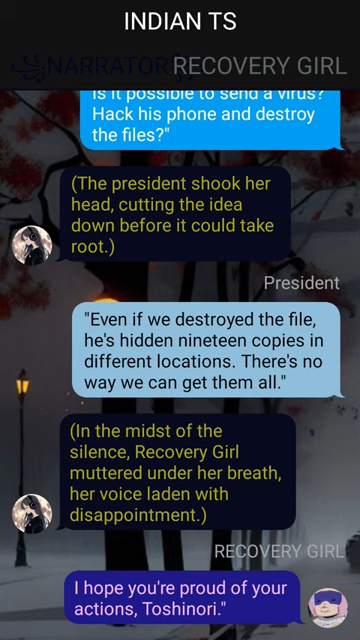 INDIAN TS
NARRATOR RECOVERY GIRL
Is it possible to send a virus?
Hack his phone and destroy
the files?"
(The president shook her
head, cutting the idea
down before it could take
root.)
President
"Even if we destroyed the file,
he's hidden nineteen copies in
different locations. There's no
way we can get them all."
(In the midst of the
silence, Recovery Girl
muttered under her breath,
her voice laden with
disappointment.)
RECOVERY GIRL
I hope you're proud of your
actions, Toshinori."